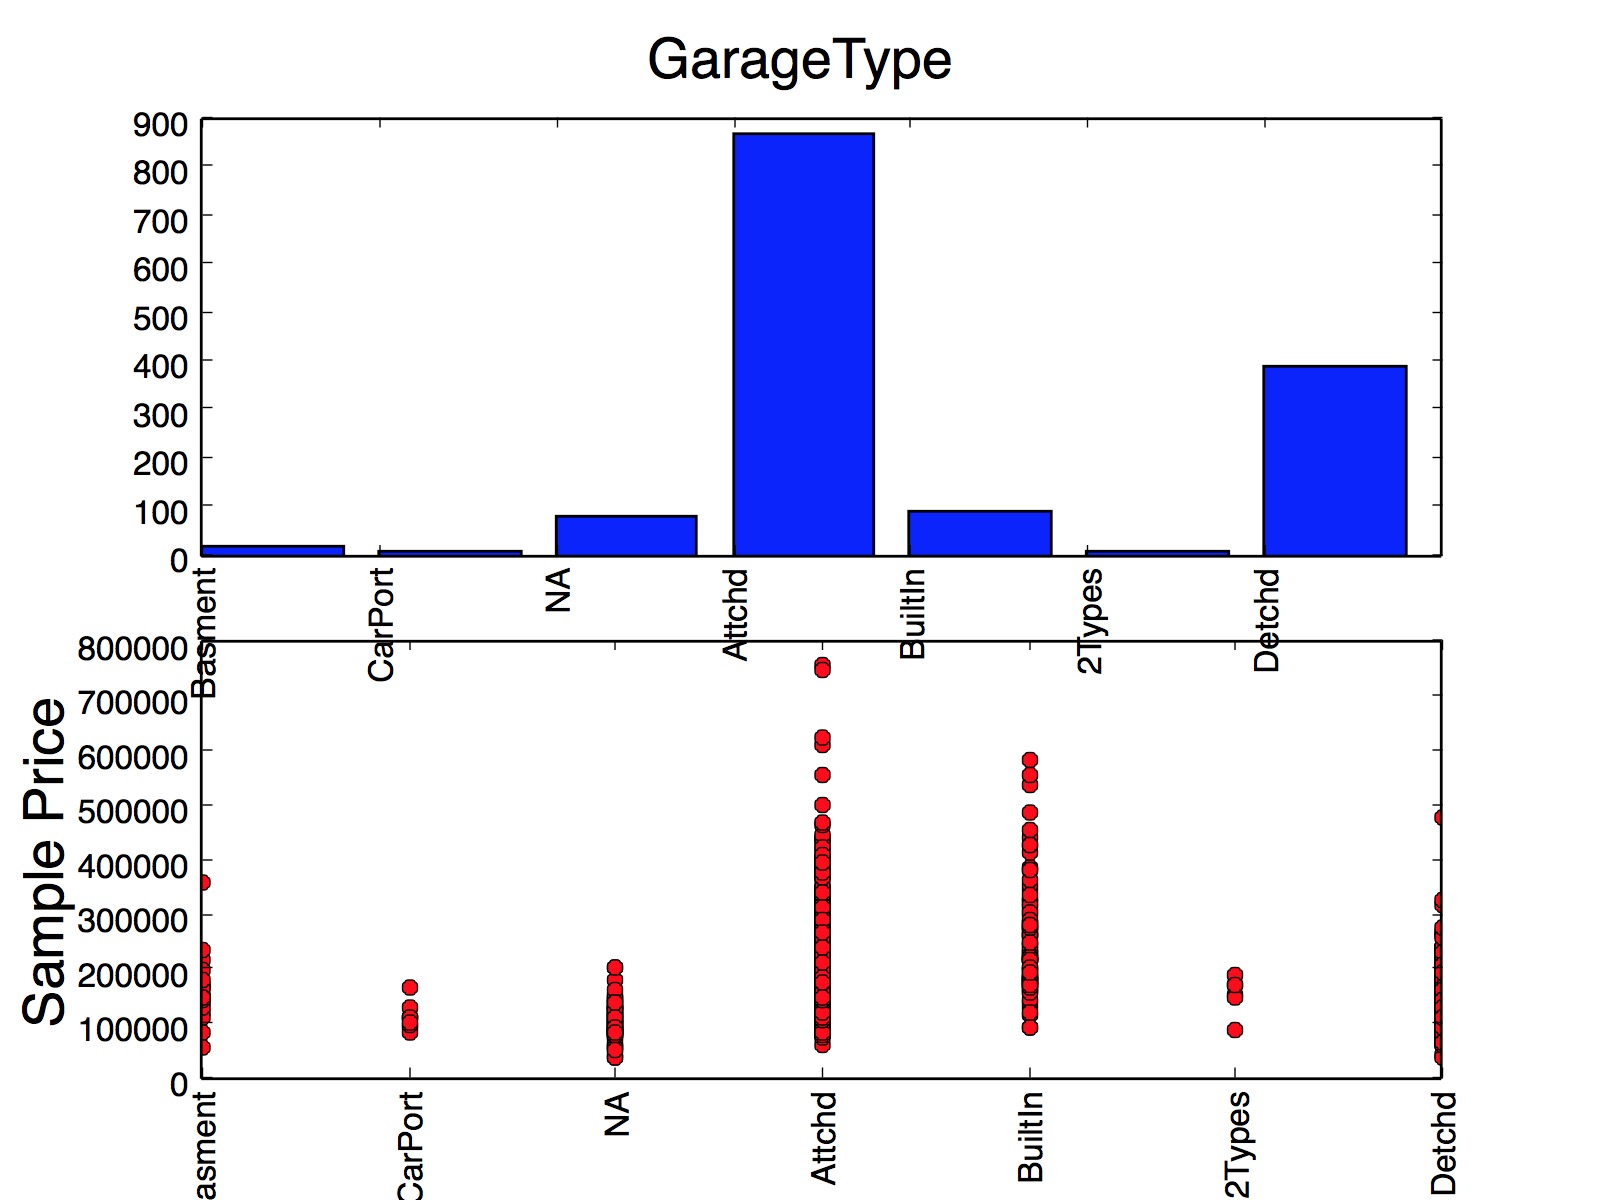 GarageType
900
800
700
600
500
400
300
200
100
0
Basment
CarPort
NA
Attchd
BuiltIn
2Types
Detchd
Sample Price
800000
700000
600000
500000
400000
300000
200000
100000
0
asment
CarPort
NA
Attchd
BuiltIn
2Types
Detchd